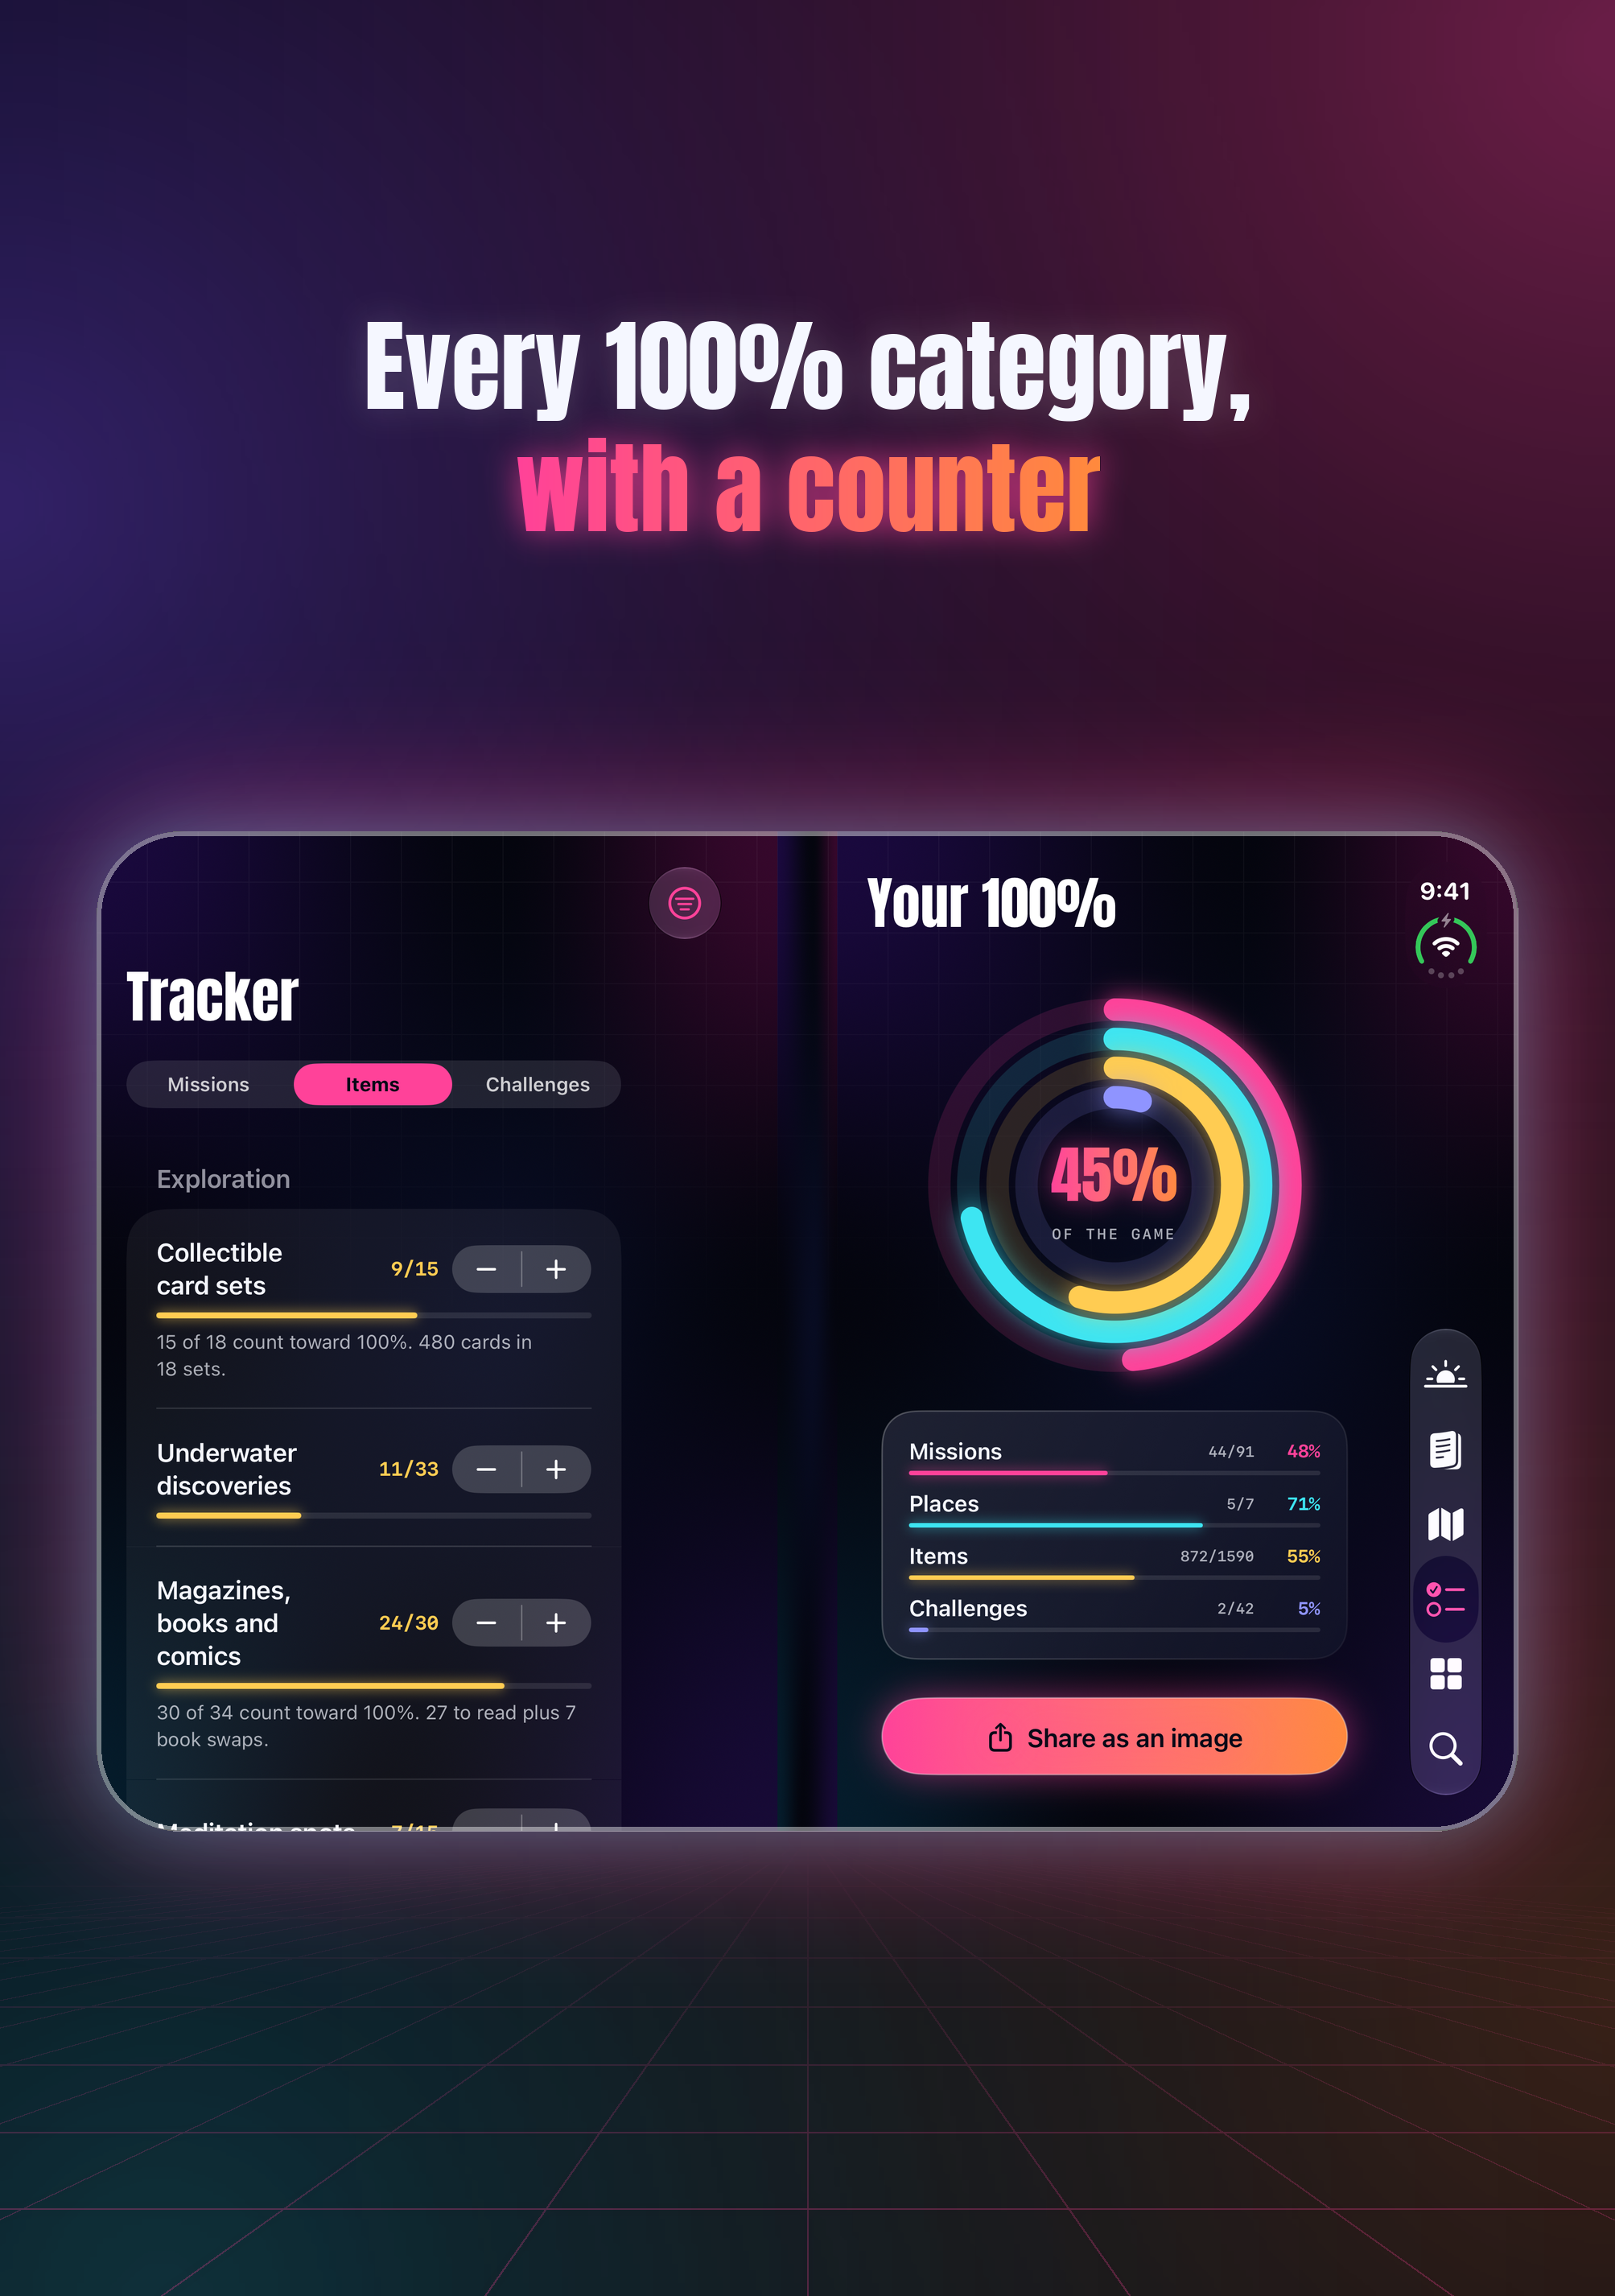 Every 100% category,
with a counter
Tracker
Missions
Items
Challenges
Exploration
Collectible
card sets
9/15
15 of 18 count toward 100%. 480 cards in
18 sets.
Underwater
discoveries
11/33
Magazines,
books and
comics
24/30
30 of 34 count toward 100%. 27 to read plus 7
book swaps.
Meditation spots
7/15
Your 100%
9:41
45%
OF THE GAME
Missions 44/91 48%
Places 5/7 71%
Items 872/1590 55%
Challenges 2/42 5%
Share as an image